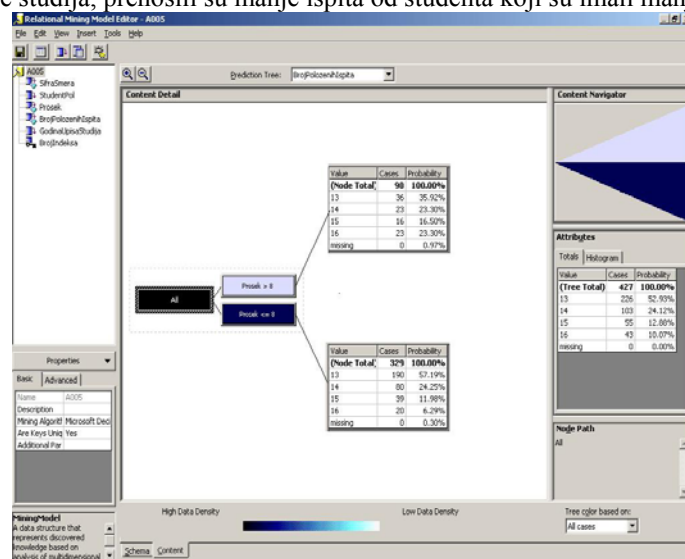 e studija, prenosili su manje ispita od studenta koji su imali manj
Relational Mining Model Editor - A005
File Edit View Insert Tools Help
A005
SifraSmera
StudentPol
Prosek
BrojPolozenihIspita
GodinaUpisaStudija
BrojIndeksa
Prediction Tree: BrojPolozenihIspita
Content Detail
Value Cases Probability
(Node Total) 98 100.00%
13 36 35.92%
14 23 23.30%
15 16 16.50%
16 23 23.30%
missing 0 0.97%
All
Prosek > 8
Prosek <= 8
Value Cases Probability
(Node Total) 329 100.00%
13 190 57.19%
14 80 24.25%
15 39 11.98%
16 20 6.29%
missing 0 0.30%
Content Navigator
Attributes
Totals Histogram
Value Cases Probability
(Tree Total) 427 100.00%
13 226 52.93%
14 103 24.12%
15 55 12.88%
16 43 10.07%
missing 0 0.00%
Node Path
All
Properties
Basic Advanced
Name A005
Description
Mining Algorith Microsoft Deci
Are Keys Uniq Yes
Additional Par
MiningModel
A data structure that
represents discovered
knowledge based on
analysis of multidimensional
High Data Density Low Data Density
Tree color based on:
All cases
Schema Content